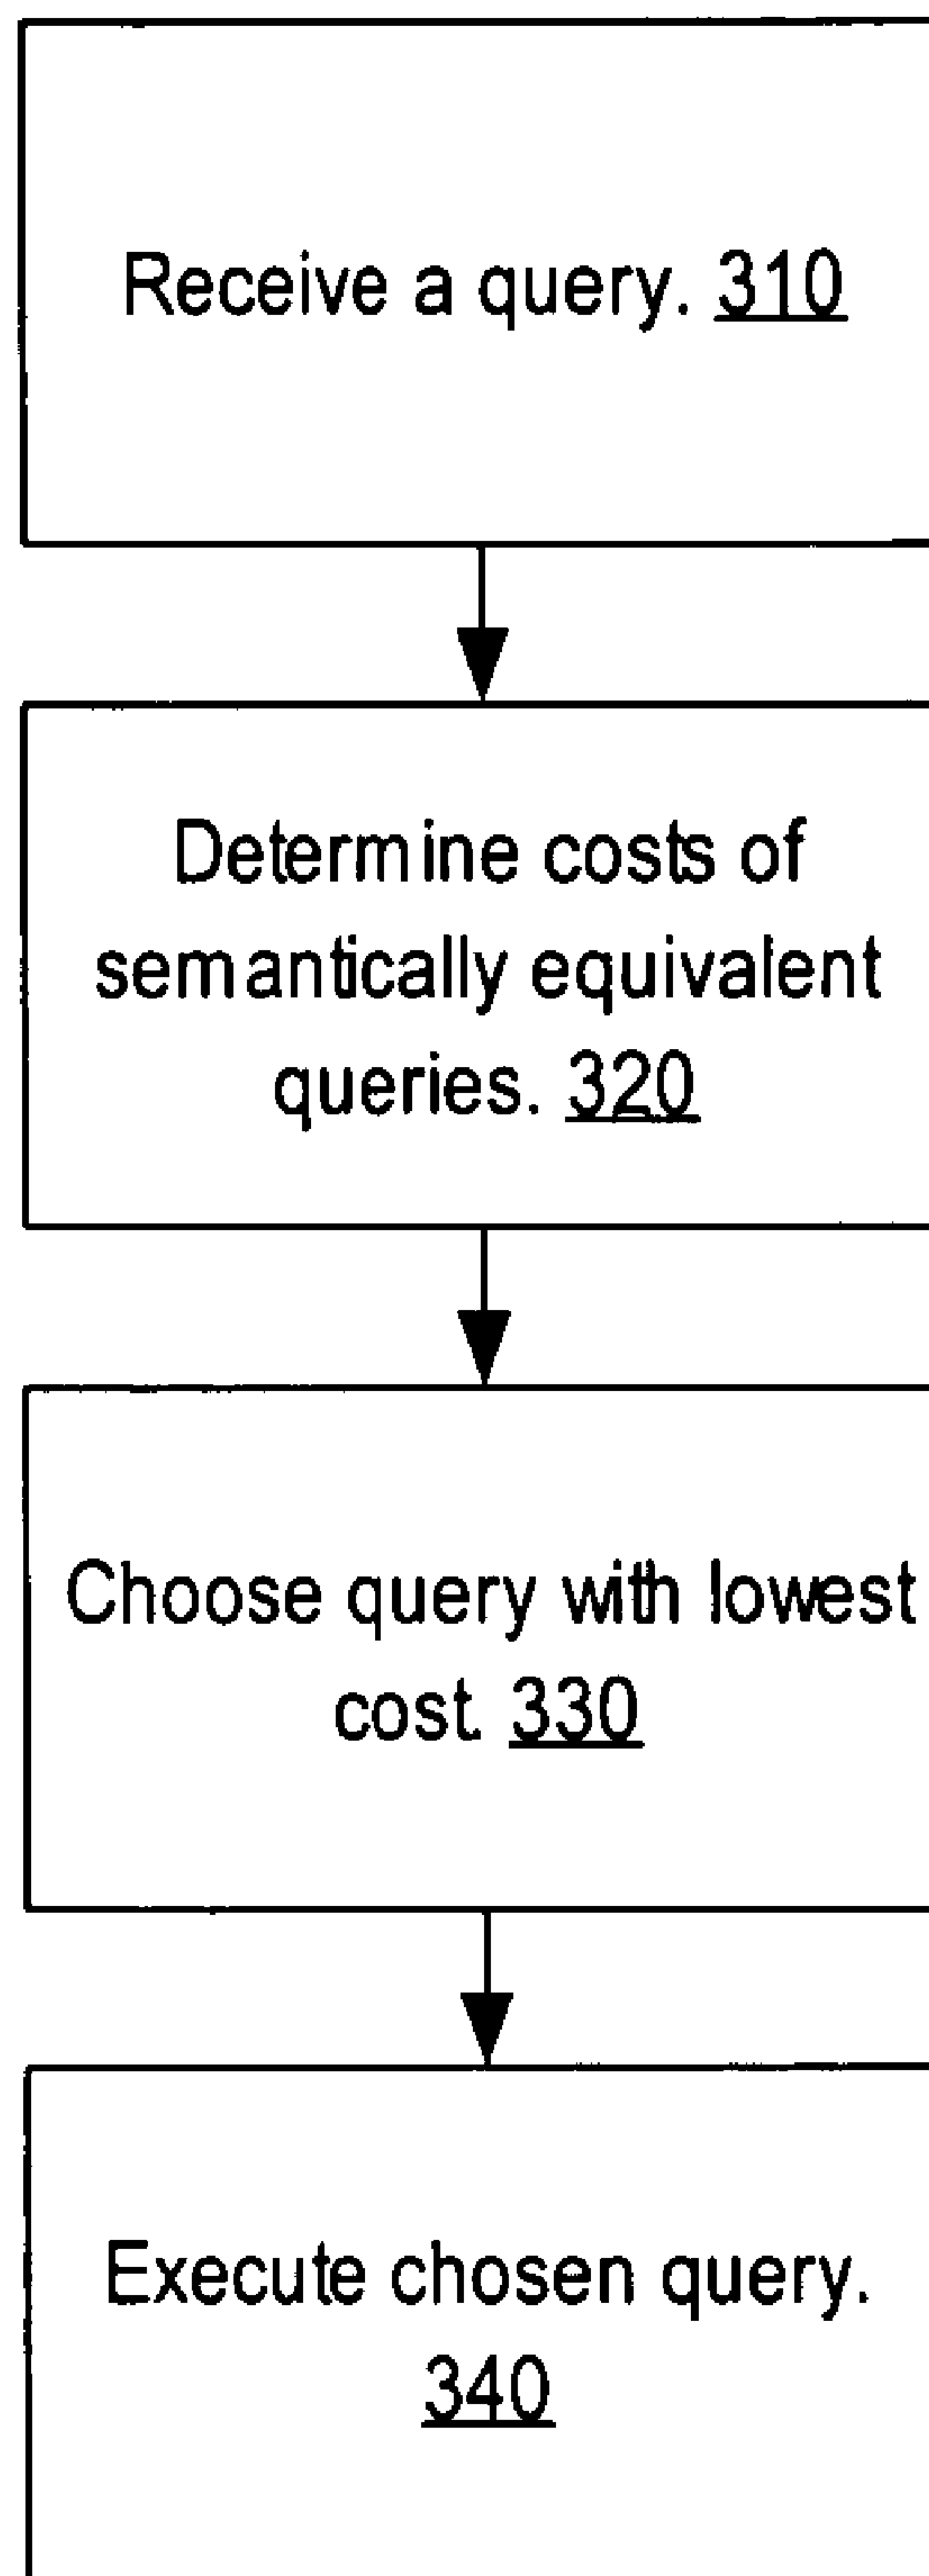 Receive a query. 310
Determine costs of
semantically equivalent
queries. 320
Choose query with lowest
cost. 330
Execute chosen query.
340